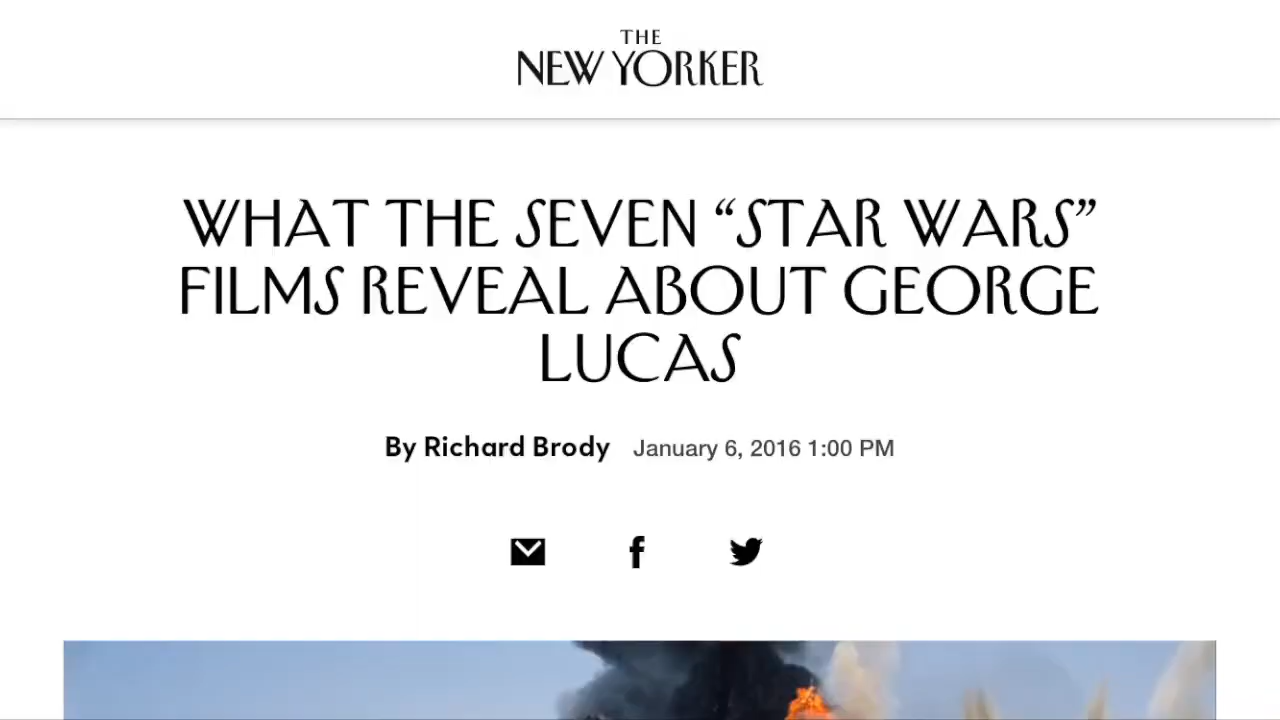 THE
NEW YORKER
WHAT THE SEVEN “STAR WARS”
FILMS REVEAL ABOUT GEORGE
LUCAS
By Richard Brody January 6, 2016 1:00 PM